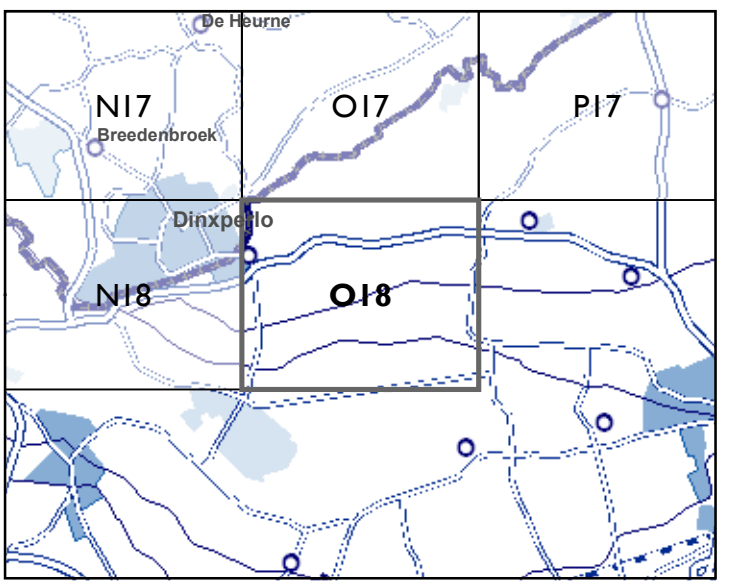 De Heurne
N17
O17
P17
Breedenbroek
Dinxperlo
N18
O18